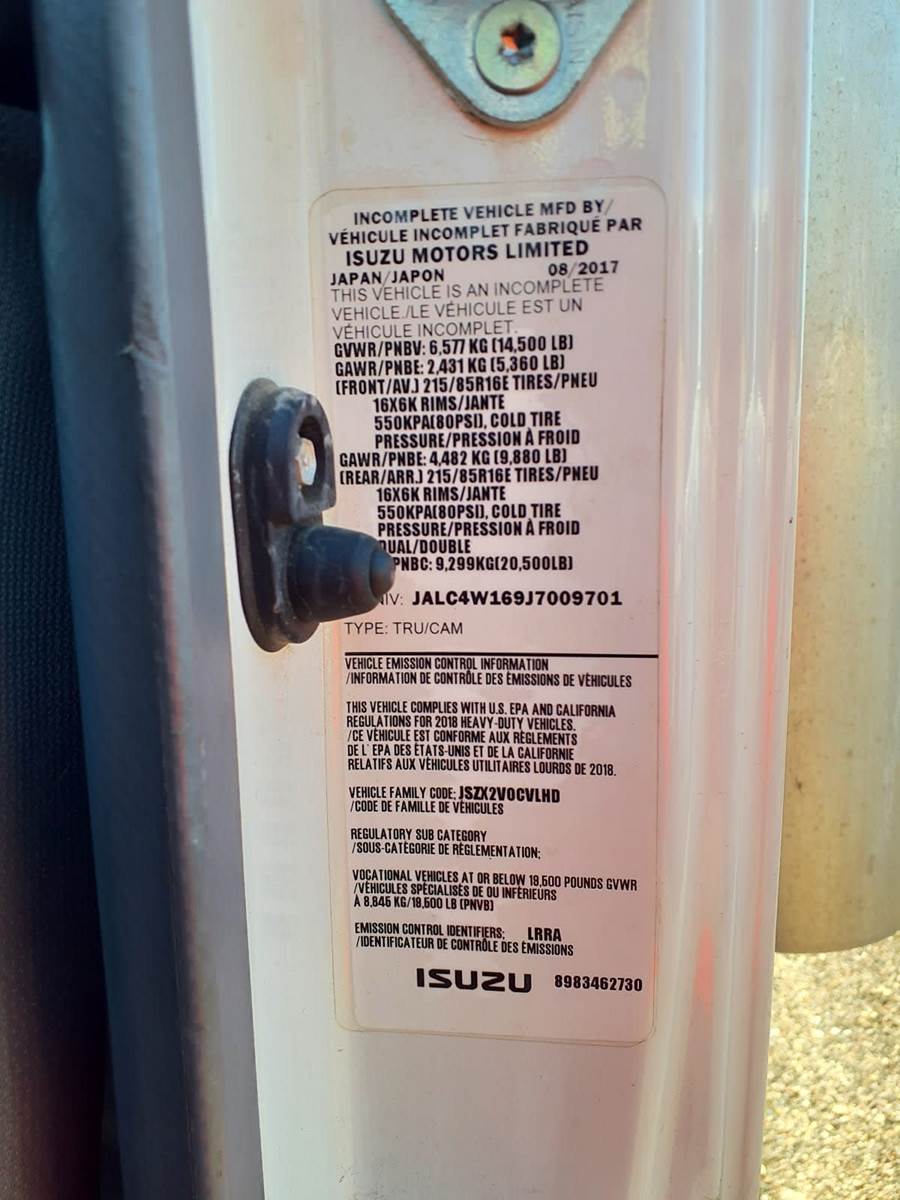 INCOMPLETE VEHICLE MFD BY/
VÉHICULE INCOMPLET FABRIQUÉ PAR
ISUZU MOTORS LIMITED
JAPAN/JAPON 08/2017
THIS VEHICLE IS AN INCOMPLETE
VEHICLE./LE VÉHICULE EST UN
VÉHICULE INCOMPLET.
GVWR/PNBV: 6,577 KG (14,500 LB)
GAWR/PNBE: 2,431 KG (5,360 LB)
(FRONT/AV.) 215/85R16E TIRES/PNEU
16X6K RIMS/JANTE
550KPA(80PSI), COLD TIRE
PRESSURE/PRESSION À FROID
GAWR/PNBE: 4,482 KG (9,880 LB)
(REAR/ARR.) 215/85R16E TIRES/PNEU
16X6K RIMS/JANTE
550KPA(80PSI), COLD TIRE
PRESSURE/PRESSION À FROID
DUAL/DOUBLE
PNBC: 9,299KG(20,500LB)
NIV: JALC4W169J7009701
TYPE: TRU/CAM
VEHICLE EMISSION CONTROL INFORMATION
/INFORMATION DE CONTRÔLE DES ÉMISSIONS DE VÉHICULES
THIS VEHICLE COMPLIES WITH U.S. EPA AND CALIFORNIA
REGULATIONS FOR 2018 HEAVY-DUTY VEHICLES.
/CE VÉHICULE EST CONFORME AUX RÈGLEMENTS
DE L' EPA DES ÉTATS-UNIS ET DE LA CALIFORNIE
RELATIFS AUX VÉHICULES UTILITAIRES LOURDS DE 2018.
VEHICLE FAMILY CODE: JSZX2VOCVLHD
/CODE DE FAMILLE DE VÉHICULES
REGULATORY SUB CATEGORY
/SOUS-CATÉGORIE DE RÉGLEMENTATION;
VOCATIONAL VEHICLES AT OR BELOW 19,500 POUNDS GVWR
/VÉHICULES SPÉCIALISÉS DE OU INFÉRIEURS
À 8,845 KG/19,500 LB (PNVB)
EMISSION CONTROL IDENTIFIERS; LRRA
/IDENTIFICATEUR DE CONTRÔLE DES ÉMISSIONS
ISUZU 8983462730